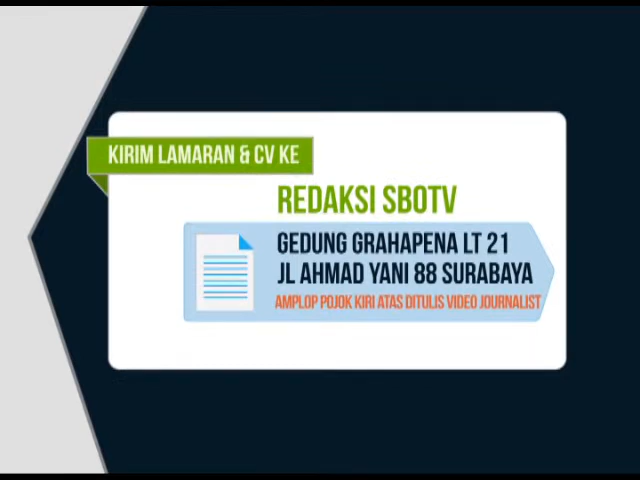 KIRIM LAMARAN & CV KE
REDAKSI SBOTV
GEDUNG GRAHAPENA LT 21
JL AHMAD YANI 88 SURABAYA
AMPLOP POJOK KIRI ATAS DITULIS VIDEO JOURNALIST